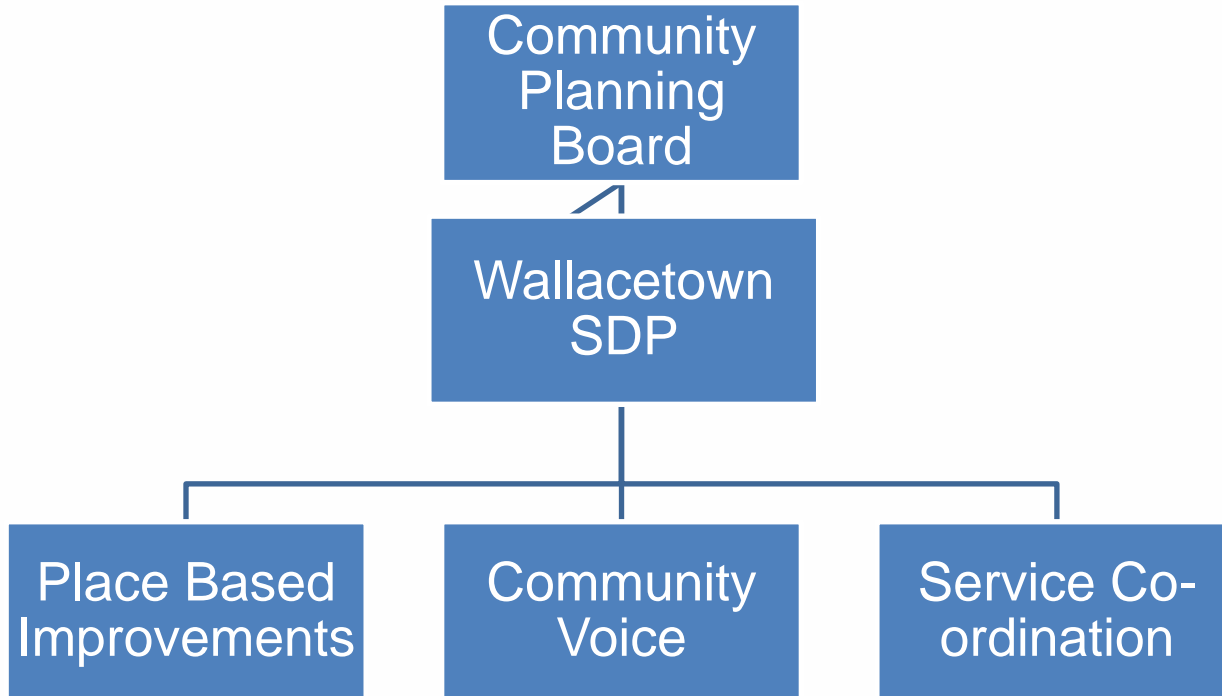 Community
Planning
Board
Wallacetown
SDP
Place Based
Improvements
Community
Voice
Service Co-
ordination